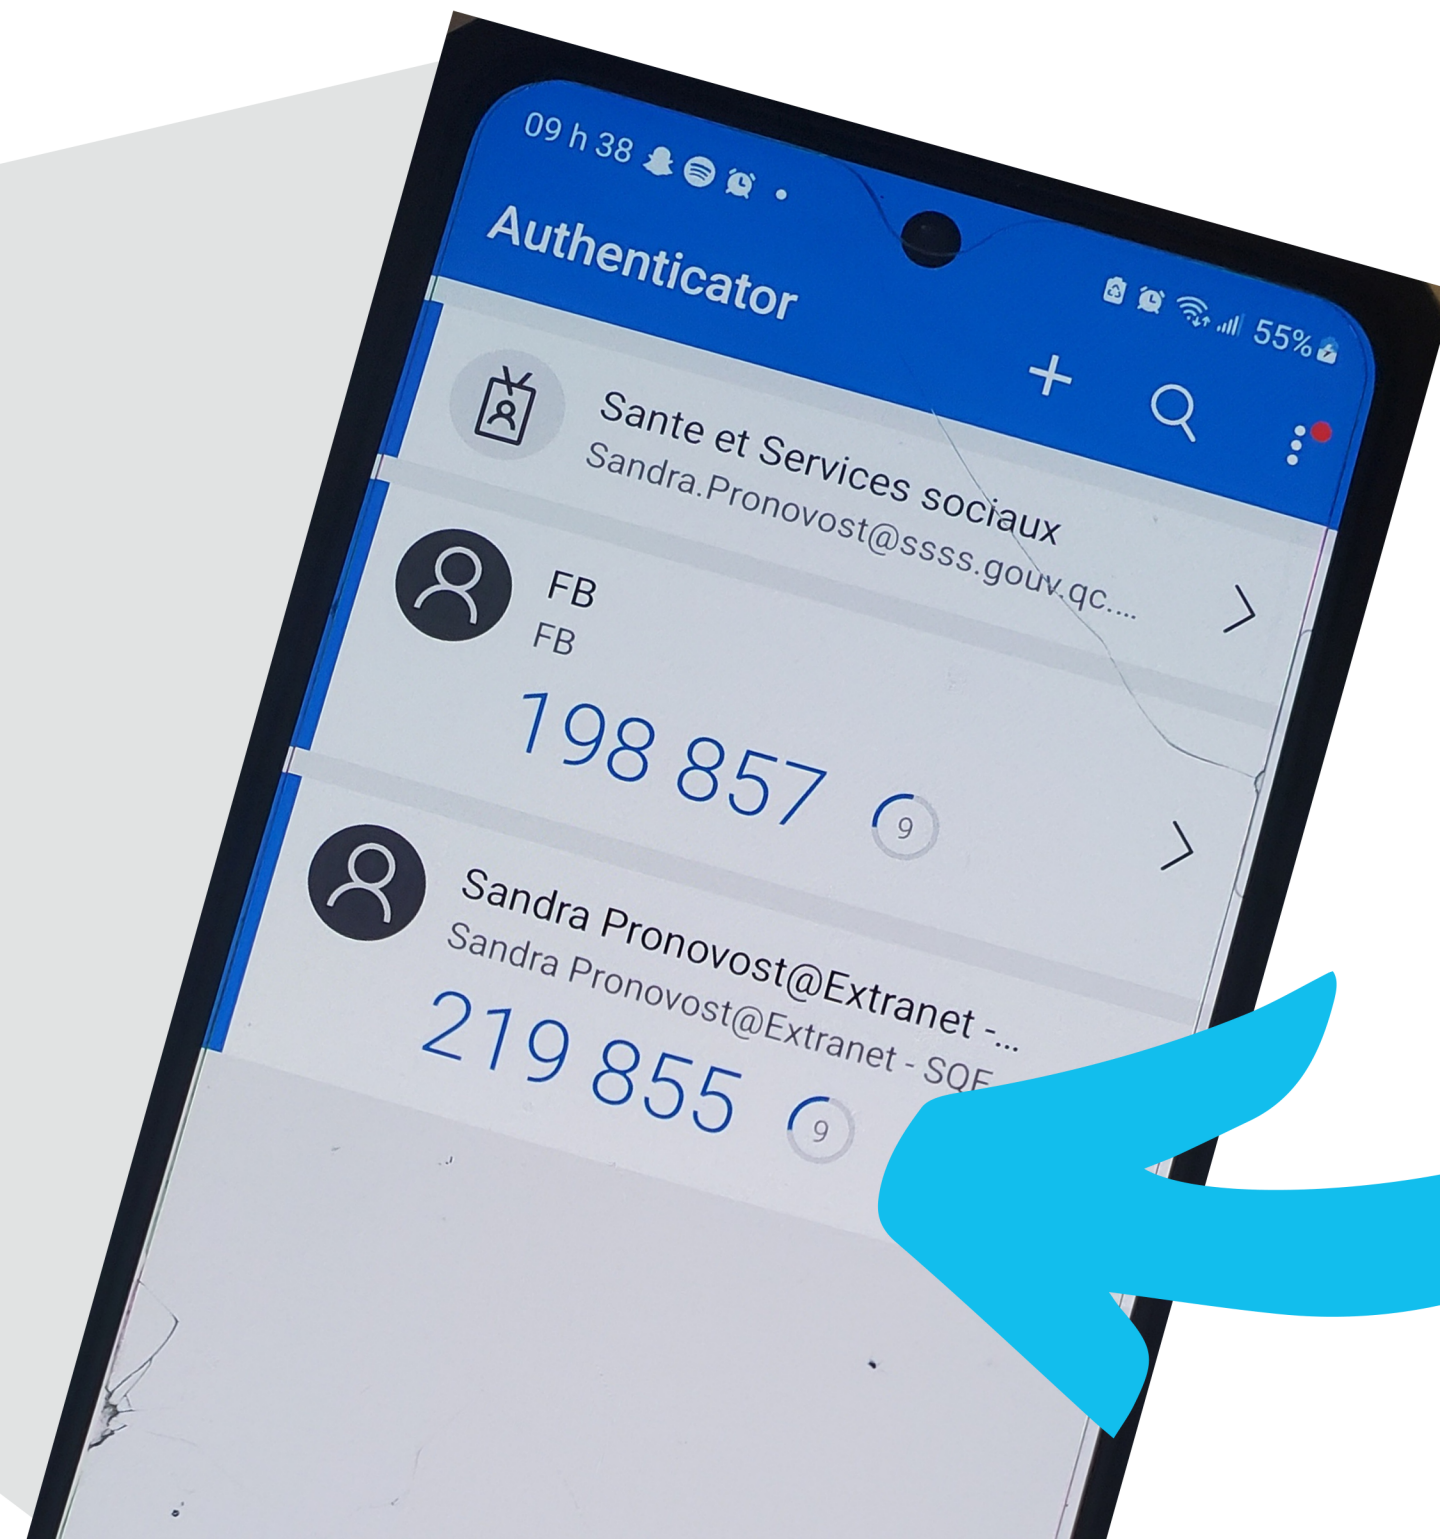 09 h 38
55%
Authenticator
Sante et Services sociaux
Sandra.Pronovost@ssss.gouv.qc....
FB
FB
198 857
9
Sandra Pronovost@Extranet -...
Sandra Pronovost@Extranet - SQE
219 855
9